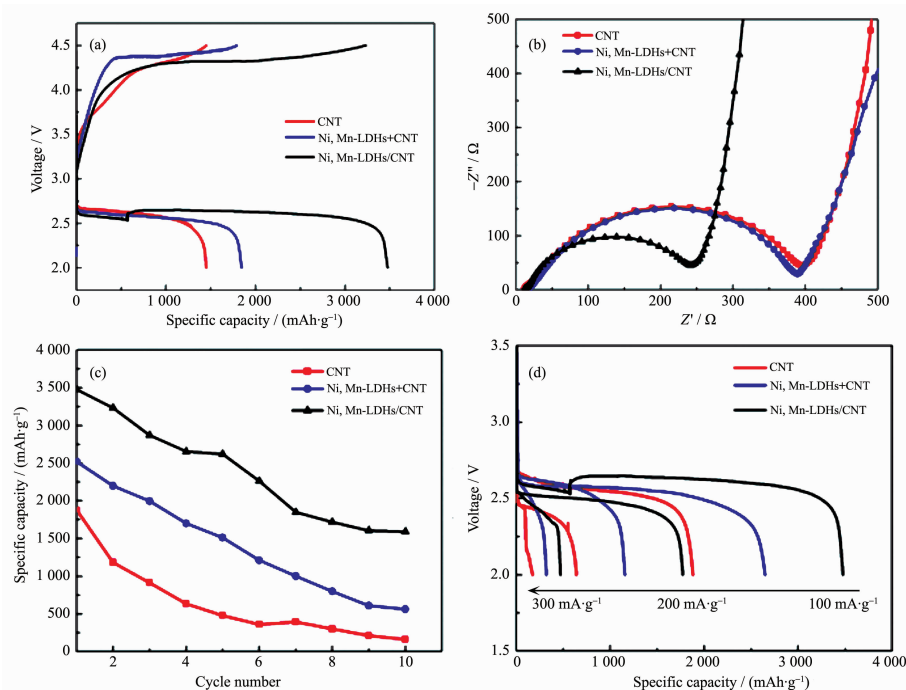 (a)
4.5
4.0
3.5
3.0
2.5
2.0
Voltage / V
CNT
Ni, Mn-LDHs+CNT
Ni, Mn-LDHs/CNT
0
1 000
2 000
3 000
4 000
Specific capacity / (mAh·g⁻¹)
(b)
500
400
300
200
100
0
−Z″ / Ω
CNT
Ni, Mn-LDHs+CNT
Ni, Mn-LDHs/CNT
0
100
200
300
400
500
Z′ / Ω
(c)
4 000
3 500
3 000
2 500
2 000
1 500
1 000
500
0
Specific capacity / (mAh·g⁻¹)
CNT
Ni, Mn-LDHs+CNT
Ni, Mn-LDHs/CNT
2
4
6
8
10
Cycle number
(d)
3.5
3.0
2.5
2.0
1.5
Voltage / V
CNT
Ni, Mn-LDHs+CNT
Ni, Mn-LDHs/CNT
300 mA·g⁻¹
200 mA·g⁻¹
100 mA·g⁻¹
0
1 000
2 000
3 000
4 000
Specific capacity / (mAh·g⁻¹)